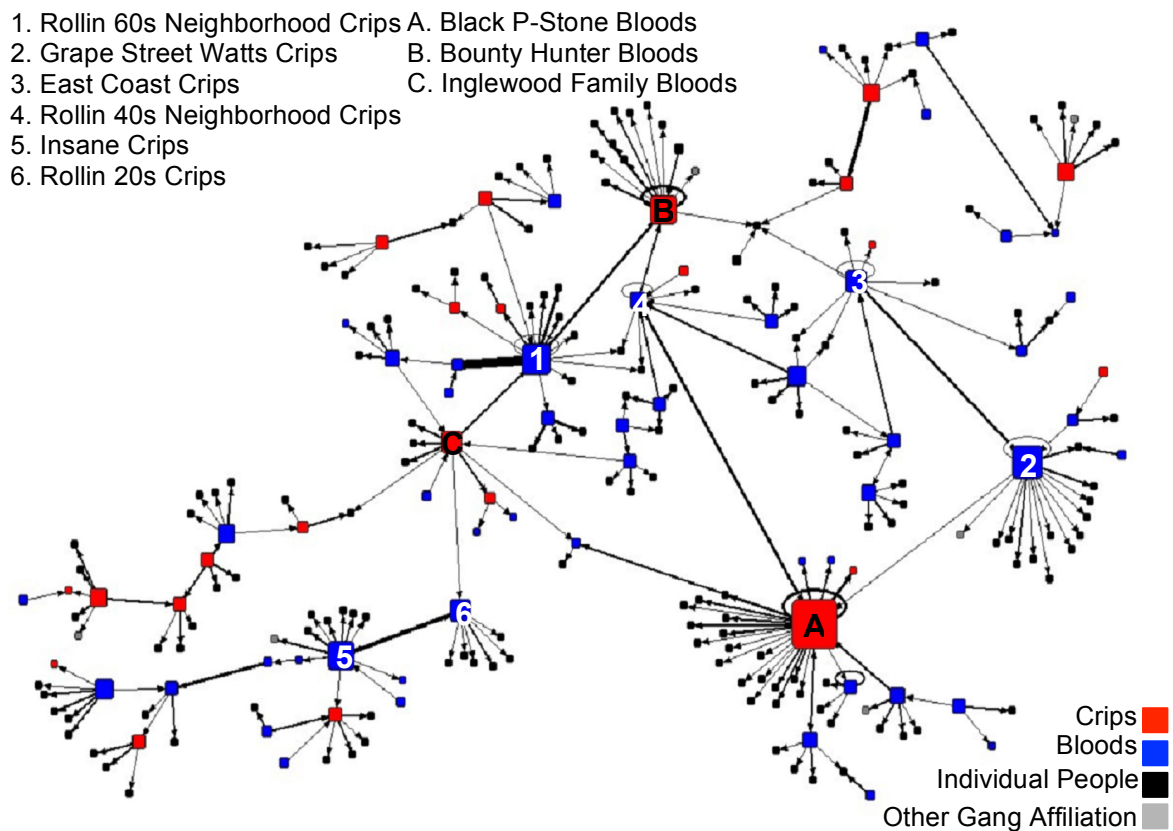 1. Rollin 60s Neighborhood Crips
2. Grape Street Watts Crips
3. East Coast Crips
4. Rollin 40s Neighborhood Crips
5. Insane Crips
6. Rollin 20s Crips
A. Black P-Stone Bloods
B. Bounty Hunter Bloods
C. Inglewood Family Bloods
B
3
4
1
C
2
A
6
5
Crips
Bloods
Individual People
Other Gang Affiliation